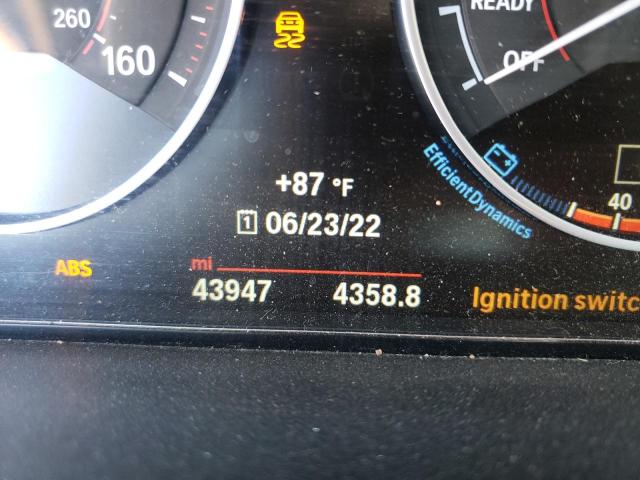 260
160
READY
OFF
+87 °F
1 06/23/22
EfficientDynamics
40
ABS
mi
43947 4358.8
Ignition switc